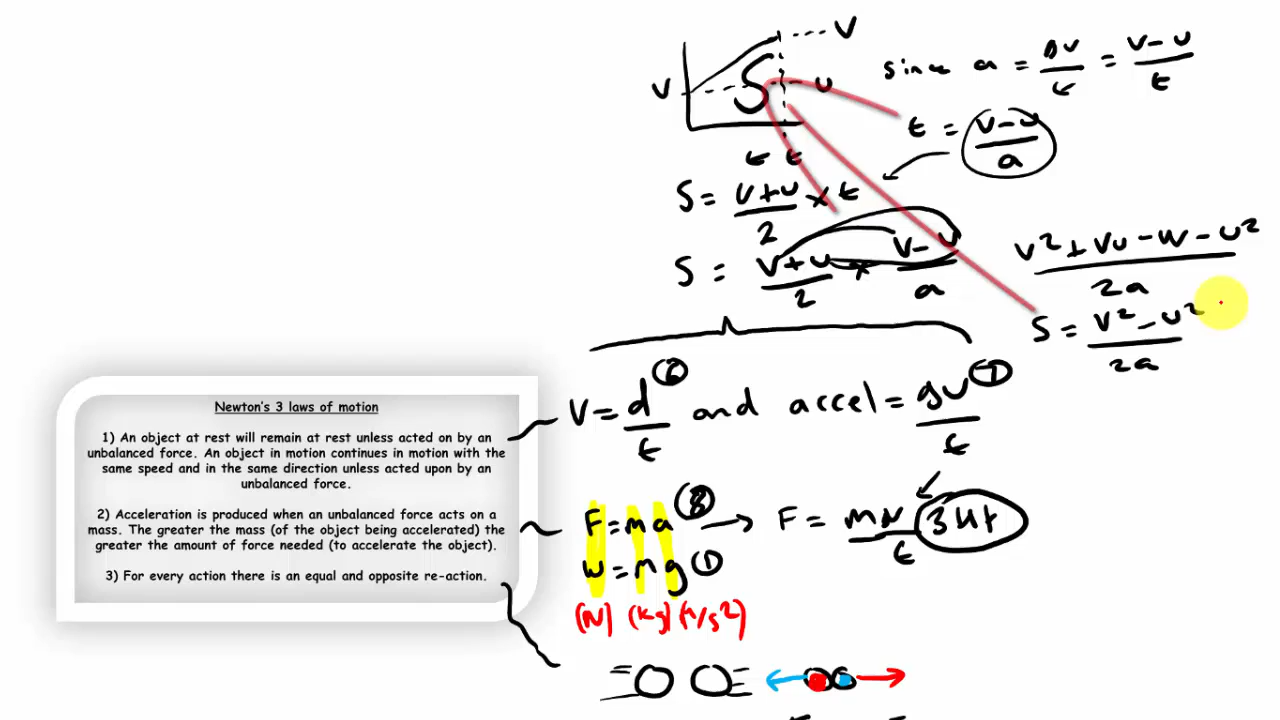 V
V
u
t t
since a = ΔV/t = V-u/t
t = V-u/a
S = V+u/2 × t
S = V+u/2 × V-u/a
V² + Vu - Vu - u²/2a
S = V² - u²/2a
V = d/t ⑥ and accel = /t ⑦
Newton's 3 laws of motion
1) An object at rest will remain at rest unless acted on by an
unbalanced force. An object in motion continues in motion with the
same speed and in the same direction unless acted upon by an
unbalanced force.
2) Acceleration is produced when an unbalanced force acts on a
mass. The greater the mass (of the object being accelerated) the
greater the amount of force needed (to accelerate the object).
3) For every action there is an equal and opposite re-action.
F = ma ⑧ → F = /t
W = mg ①
(N) (kg) (m/s²)